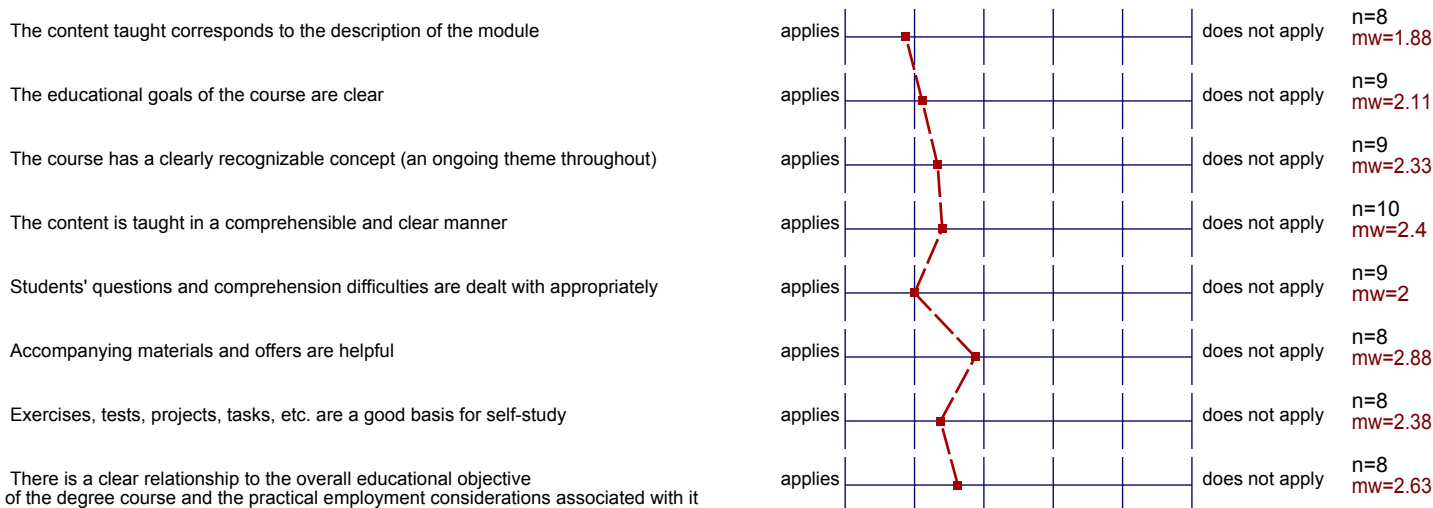 The content taught corresponds to the description of the module applies does not apply n=8
mw=1.88
The educational goals of the course are clear applies does not apply n=9
mw=2.11
The course has a clearly recognizable concept (an ongoing theme throughout) applies does not apply n=9
mw=2.33
The content is taught in a comprehensible and clear manner applies does not apply n=10
mw=2.4
Students' questions and comprehension difficulties are dealt with appropriately applies does not apply n=9
mw=2
Accompanying materials and offers are helpful applies does not apply n=8
mw=2.88
Exercises, tests, projects, tasks, etc. are a good basis for self-study applies does not apply n=8
mw=2.38
There is a clear relationship to the overall educational objective applies does not apply n=8
of the degree course and the practical employment considerations associated with it mw=2.63